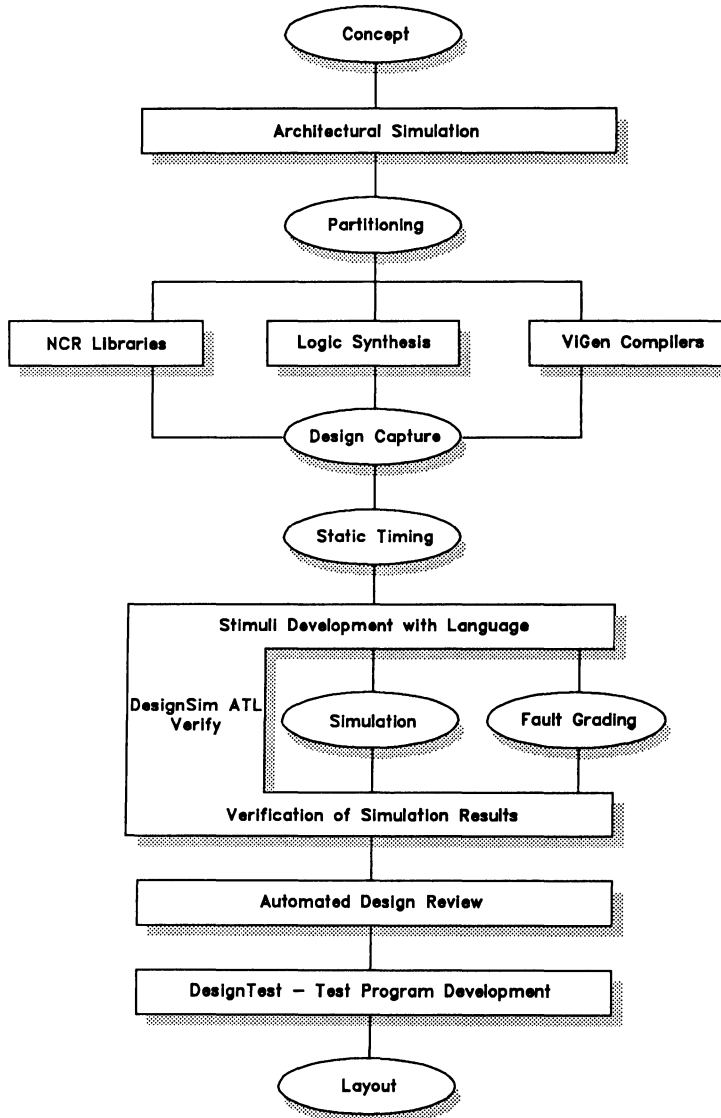 Concept
Architectural Simulation
Partitioning
NCR Libraries
Logic Synthesis
ViGen Compilers
Design Capture
Static Timing
Stimuli Development with Language
DesignSim ATL
Verify
Simulation
Fault Grading
Verification of Simulation Results
Automated Design Review
DesignTest — Test Program Development
Layout